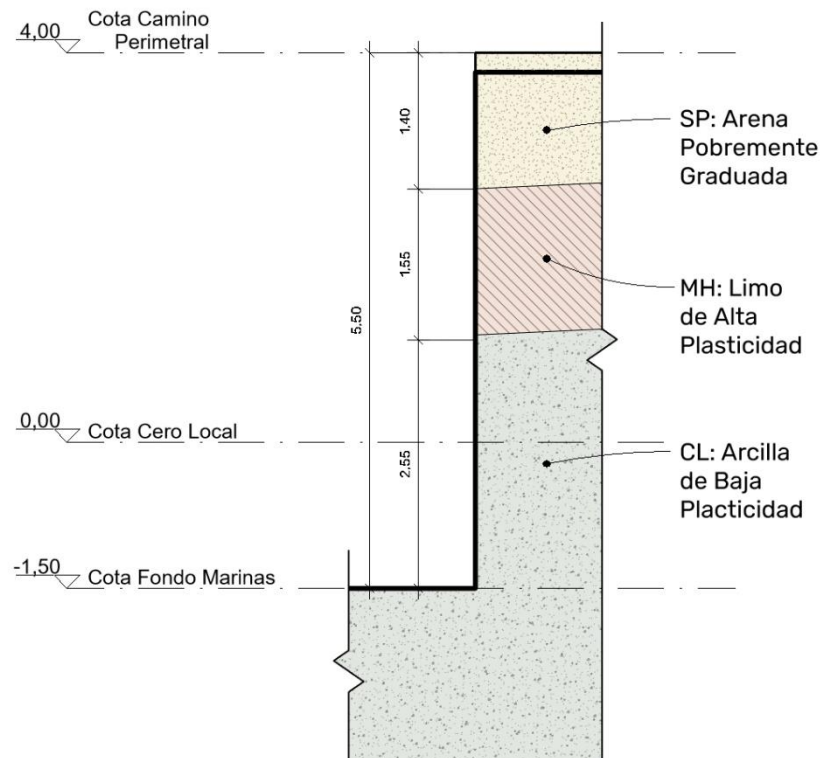 4,00
Cota Camino
Perimetral
1.40
SP: Arena
Pobremente
Graduada
1.55
MH: Limo
de Alta
Plasticidad
5.50
0,00
Cota Cero Local
2.55
CL: Arcilla
de Baja
Placticidad
-1,50
Cota Fondo Marinas